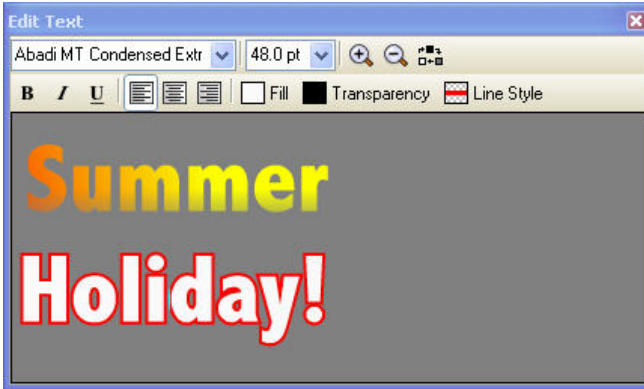 Edit Text
Abadi MT Condensed Extr 48.0 pt
B I U Fill Transparency Line Style
Summer
Holiday!